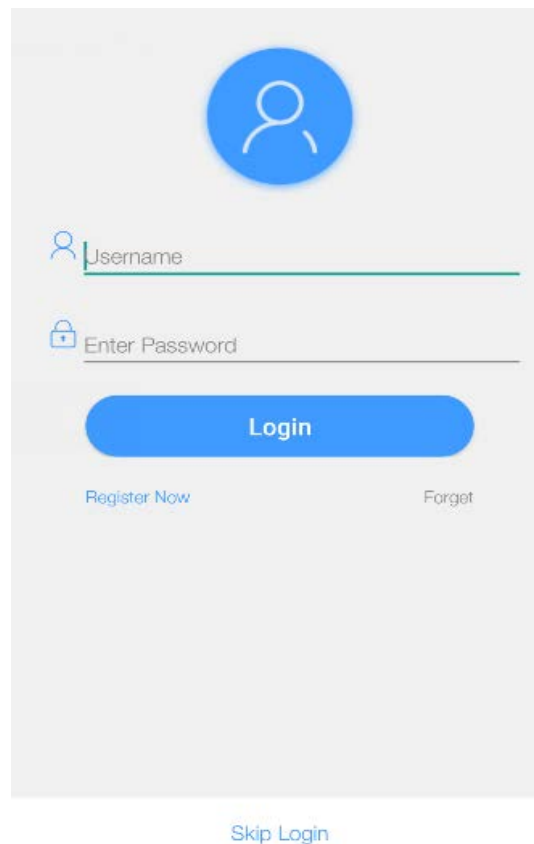 Username
Enter Password
Login
Register Now Forget
Skip Login